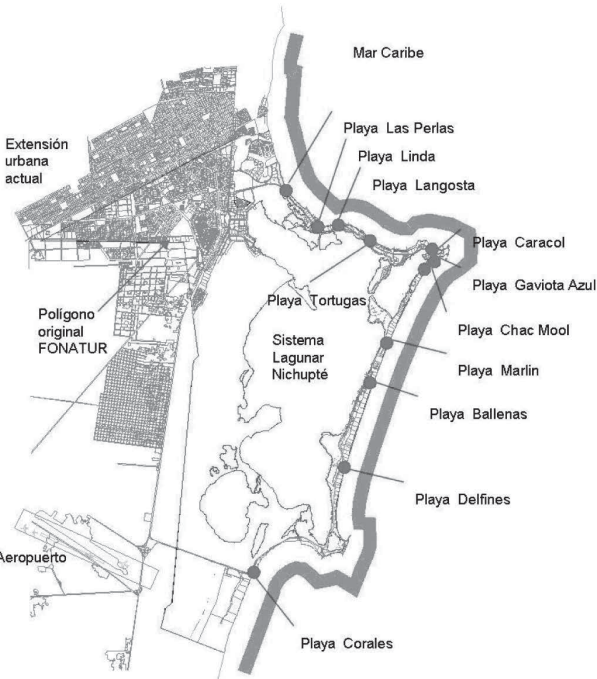 Mar Caribe
Playa Las Perlas
Extensión
urbana
actual
Playa Linda
Playa Langosta
Playa Caracol
Playa Gaviota Azul
Playa Tortugas
Polígono
original
FONATUR
Playa Chac Mool
Sistema
Lagunar
Nichupté
Playa Marlin
Playa Ballenas
Playa Delfines
Aeropuerto
Playa Corales